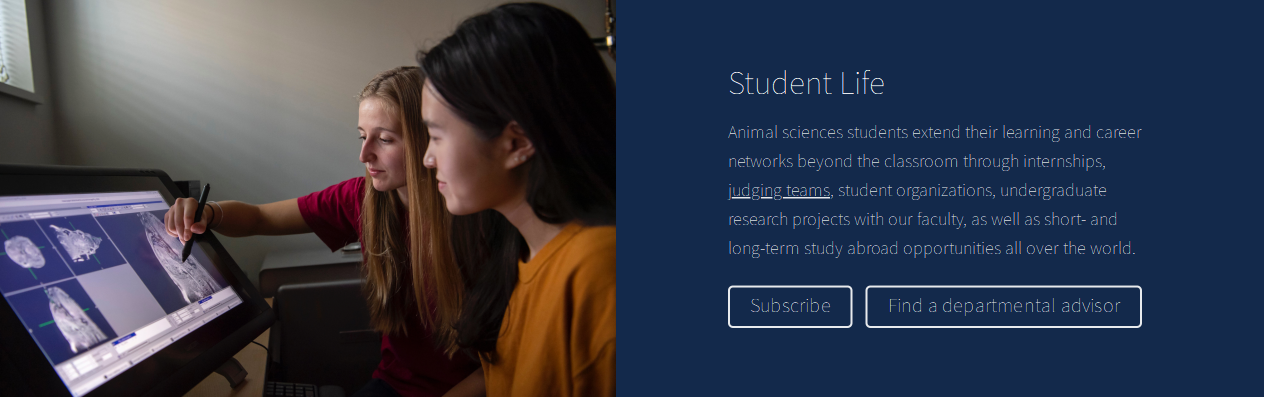 Student Life
Animal sciences students extend their learning and career
networks beyond the classroom through internships,
judging teams, student organizations, undergraduate
research projects with our faculty, as well as short- and
long-term study abroad opportunities all over the world.
Subscribe
Find a departmental advisor